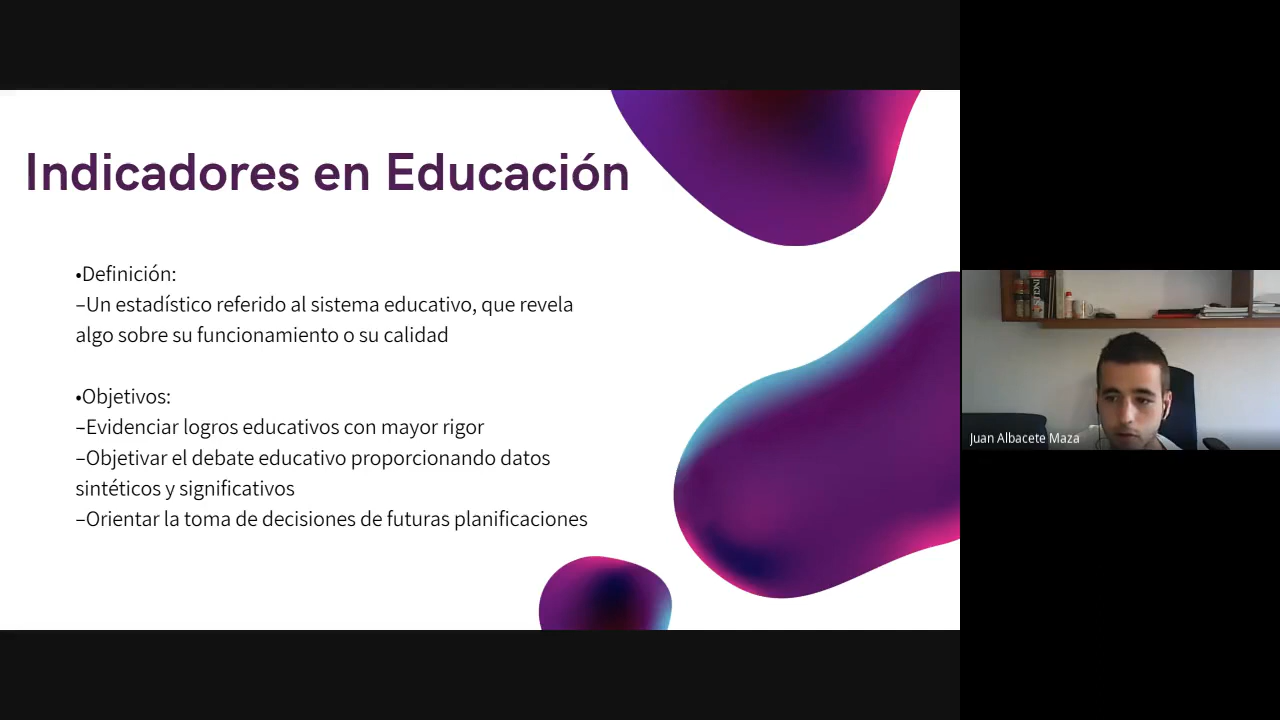 Indicadores en Educación
•Definición:
–Un estadístico referido al sistema educativo, que revela
algo sobre su funcionamiento o su calidad
•Objetivos:
–Evidenciar logros educativos con mayor rigor
–Objetivar el debate educativo proporcionando datos
sintéticos y significativos
–Orientar la toma de decisiones de futuras planificaciones
INGLES
Juan Albacete Maza